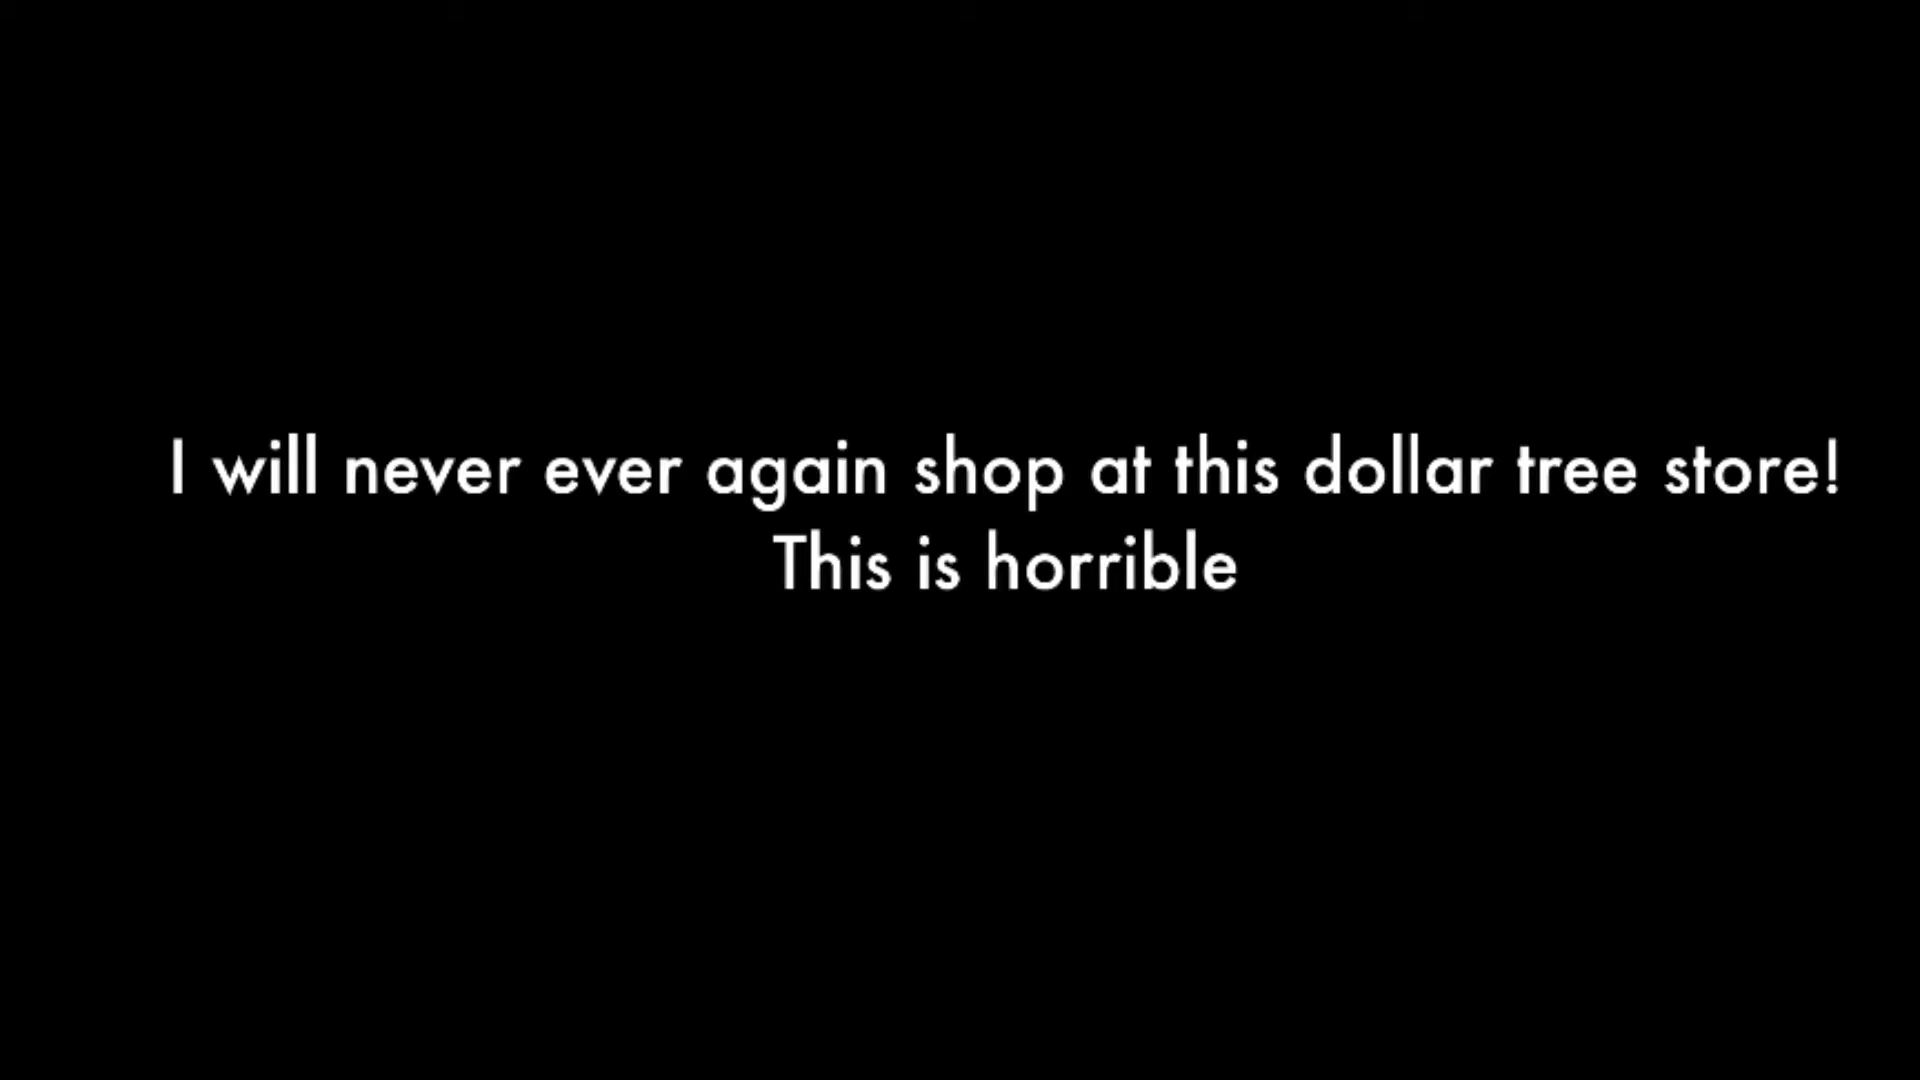 I will never ever again shop at this dollar tree store!
This is horrible